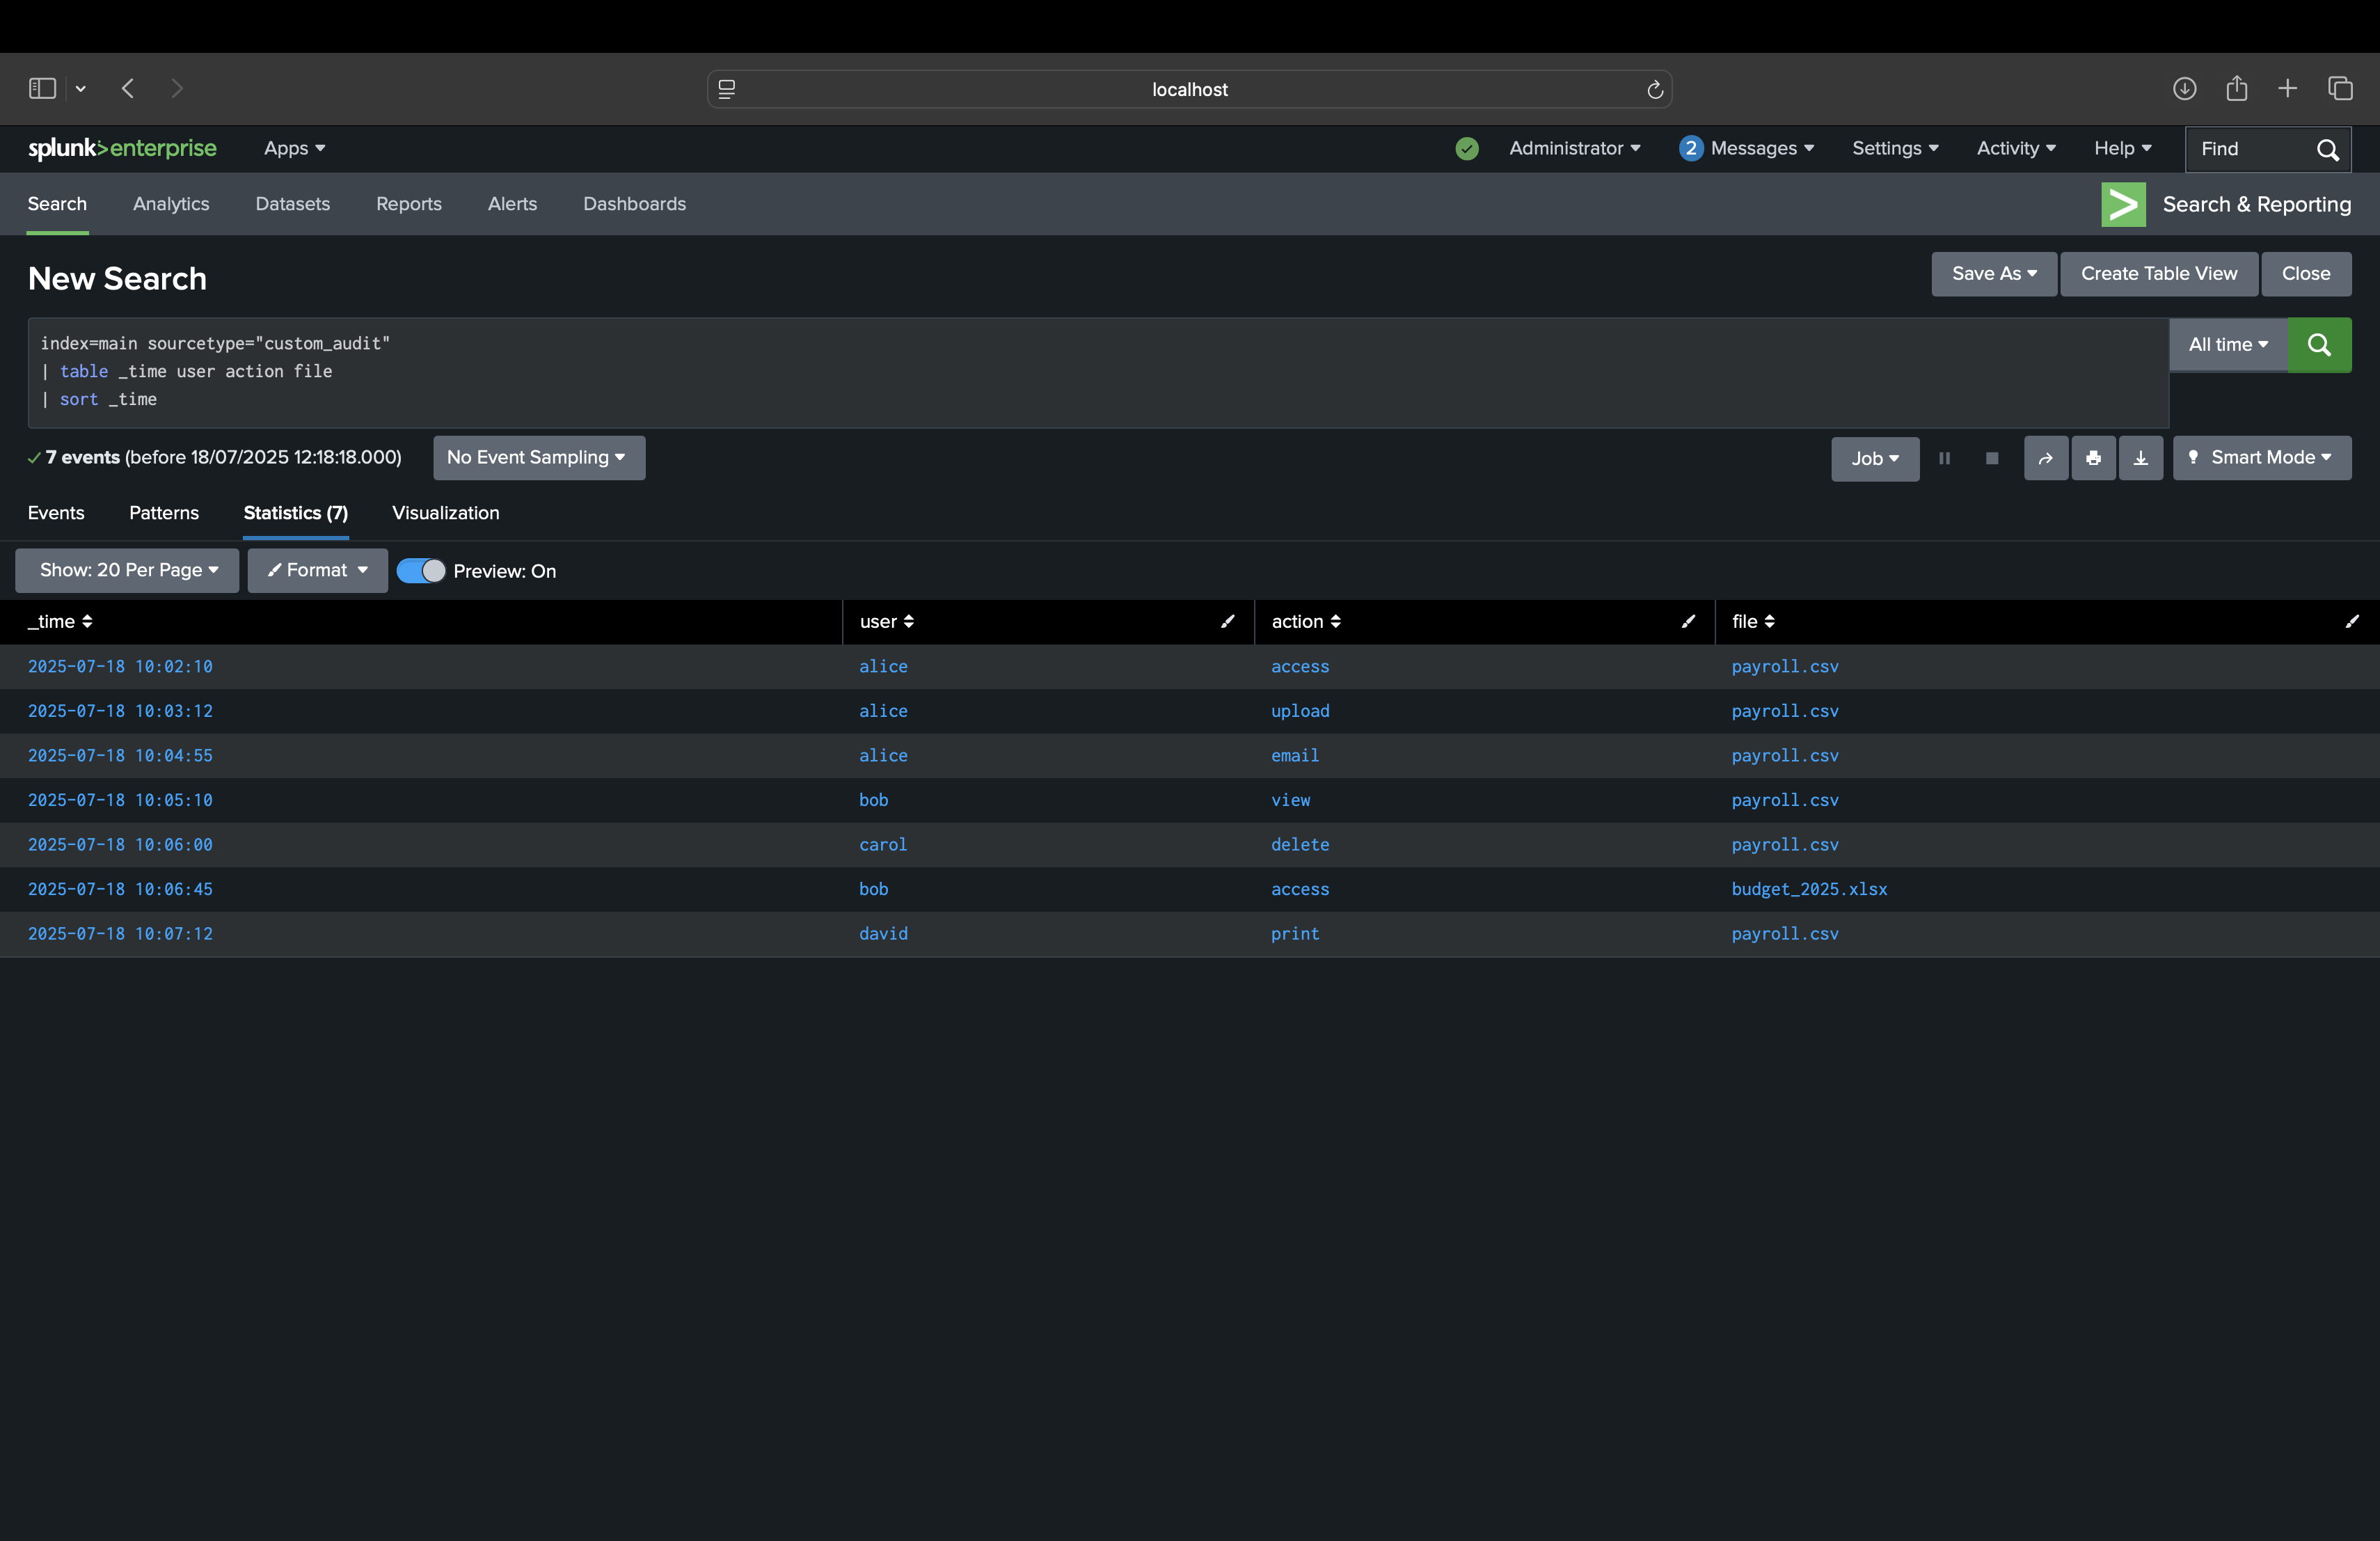 localhost
splunk>enterprise Apps Administrator 2 Messages Settings Activity Help Find
Search Analytics Datasets Reports Alerts Dashboards Search & Reporting
New Search Save As Create Table View Close
index=main sourcetype="custom_audit"
| table _time user action file
| sort _time
All time
7 events (before 18/07/2025 12:18:18.000) No Event Sampling Job Smart Mode
Events Patterns Statistics (7) Visualization
Show: 20 Per Page Format Preview: On
_time user action file
2025-07-18 10:02:10 alice access payroll.csv
2025-07-18 10:03:12 alice upload payroll.csv
2025-07-18 10:04:55 alice email payroll.csv
2025-07-18 10:05:10 bob view payroll.csv
2025-07-18 10:06:00 carol delete payroll.csv
2025-07-18 10:06:45 bob access budget_2025.xlsx
2025-07-18 10:07:12 david print payroll.csv